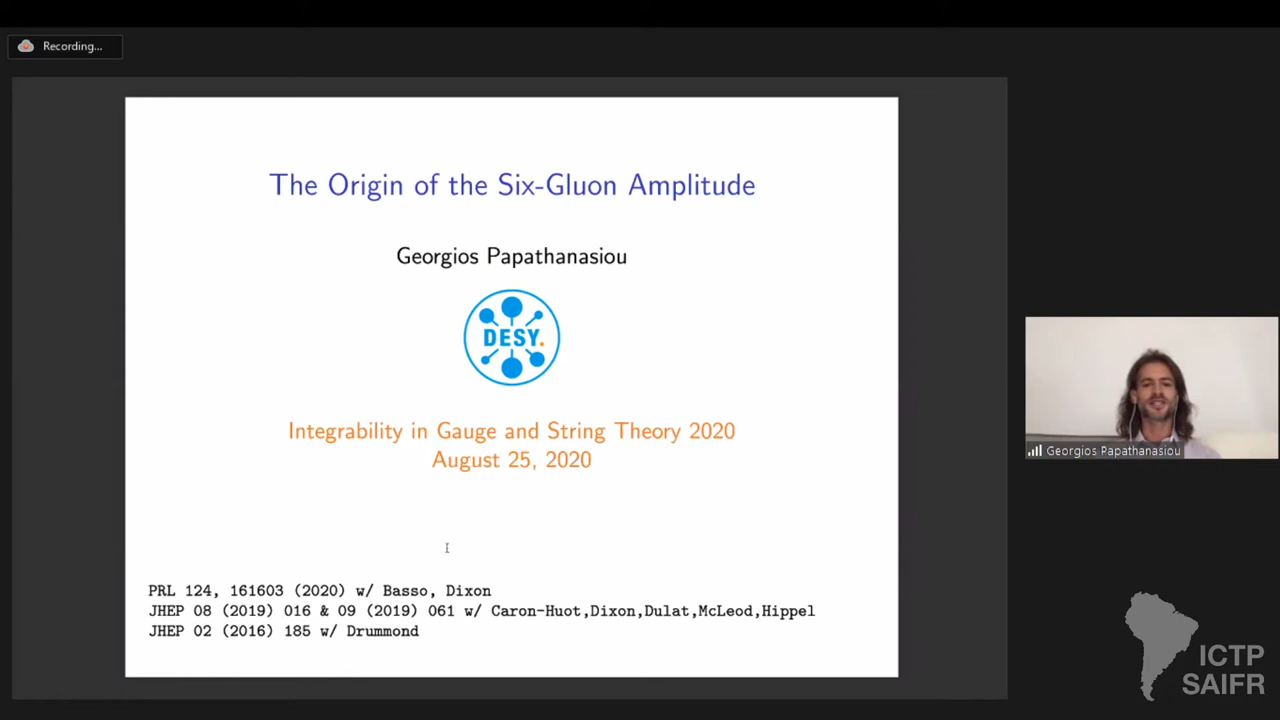 Recording...
The Origin of the Six-Gluon Amplitude
Georgios Papathanasiou
DESY.
Integrability in Gauge and String Theory 2020
August 25, 2020
PRL 124, 161603 (2020) w/ Basso, Dixon
JHEP 08 (2019) 016 & 09 (2019) 061 w/ Caron-Huot,Dixon,Dulat,McLeod,Hippel
JHEP 02 (2016) 185 w/ Drummond
Georgios Papathanasiou
ICTP
SAIFR